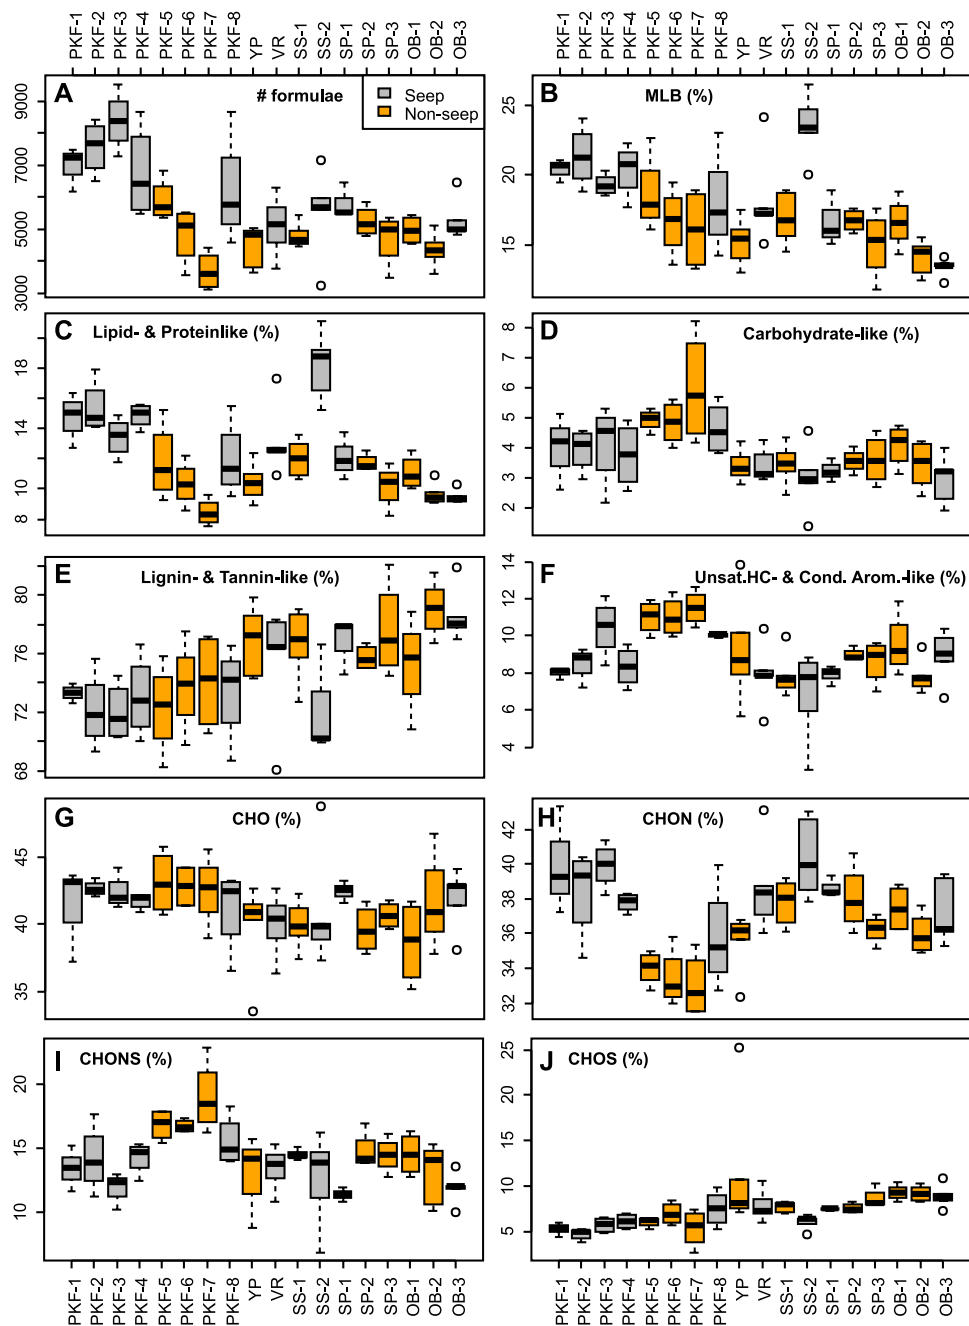 PKF-1 PKF-2 PKF-3 PKF-4 PKF-5 PKF-6 PKF-7 PKF-8 YP VR SS-1 SS-2 SP-1 SP-2 SP-3 OB-1 OB-2 OB-3
PKF-1 PKF-2 PKF-3 PKF-4 PKF-5 PKF-6 PKF-7 PKF-8 YP VR SS-1 SS-2 SP-1 SP-2 SP-3 OB-1 OB-2 OB-3
A # formulae
Seep
Non-seep
3000 5000 7000 9000
B MLB (%)
15 20 25
C Lipid- & Proteinlike (%)
8 10 14 18
D Carbohydrate-like (%)
2 3 4 5 6 7 8
E Lignin- & Tannin-like (%)
68 72 76 80
F Unsat.HC- & Cond. Arom.-like (%)
4 6 8 10 12 14
G CHO (%)
35 40 45
H CHON (%)
32 34 36 38 40 42
I CHONS (%)
10 15 20
J CHOS (%)
5 10 15 20 25
PKF-1 PKF-2 PKF-3 PKF-4 PKF-5 PKF-6 PKF-7 PKF-8 YP VR SS-1 SS-2 SP-1 SP-2 SP-3 OB-1 OB-2 OB-3
PKF-1 PKF-2 PKF-3 PKF-4 PKF-5 PKF-6 PKF-7 PKF-8 YP VR SS-1 SS-2 SP-1 SP-2 SP-3 OB-1 OB-2 OB-3